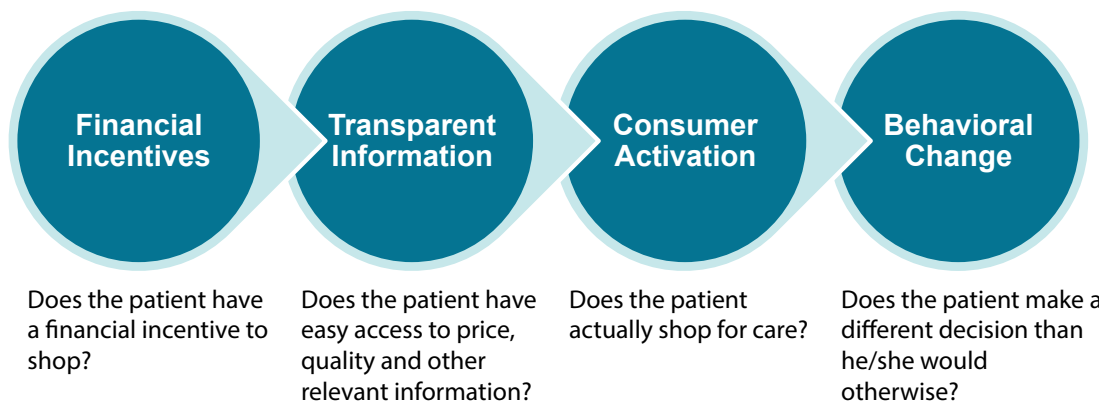 Financial
Incentives
Transparent
Information
Consumer
Activation
Behavioral
Change
Does the patient have
a financial incentive to
shop?
Does the patient have
easy access to price,
quality and other
relevant information?
Does the patient
actually shop for care?
Does the patient make a
different decision than
he/she would
otherwise?